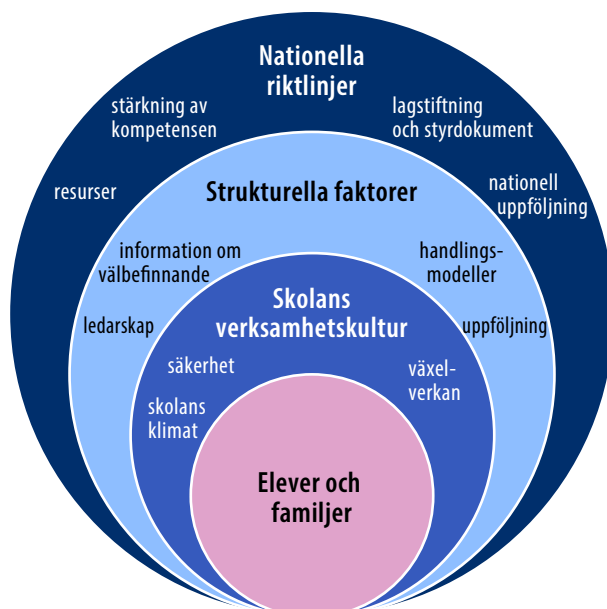 Nationella
riktlinjer
stärkning av
kompetensen
lagstiftning
och styrdokument
resurser
nationell
uppföljning
Strukturella faktorer
information om
välbefinnande
handlings-
modeller
ledarskap
uppföljning
Skolans
verksamhetskultur
säkerhet
växel-
verkan
skolans
klimat
Elever och
familjer